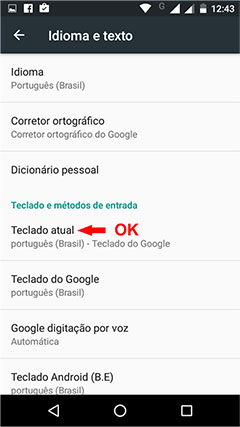 12:43
Idioma e texto
Idioma
Português (Brasil)
Corretor ortográfico
Corretor ortográfico do Google
Dicionário pessoal
Teclado e métodos de entrada
Teclado atual OK
português (Brasil) - Teclado do Google
Teclado do Google
português (Brasil)
Google digitação por voz
Automática
Teclado Android (B.E)
português (Brasil)